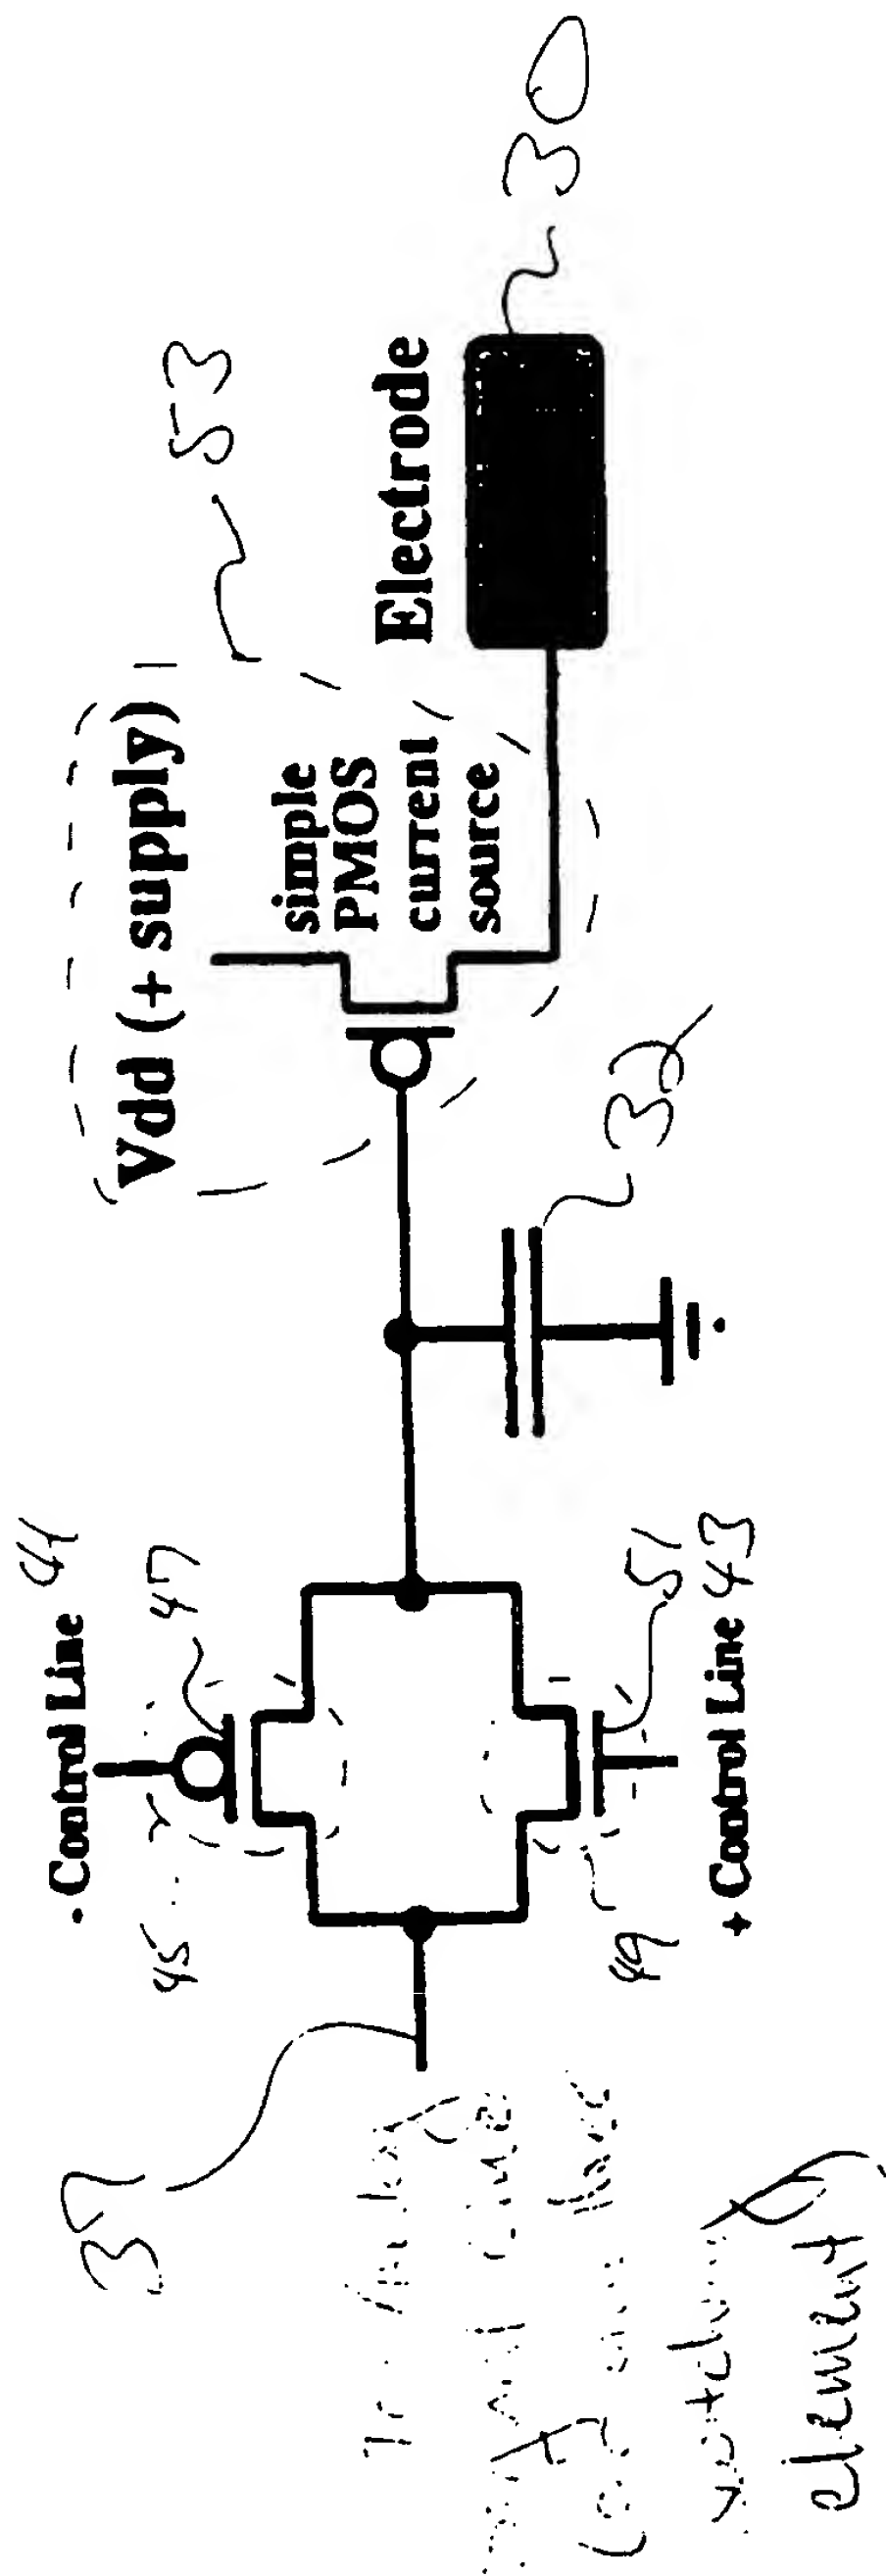 53
Vdd (+ supply)
simple
PMOS
current
source
Electrode
30
- Control Line 41
47
45
37
32
49
51
+ Control Line 43
element